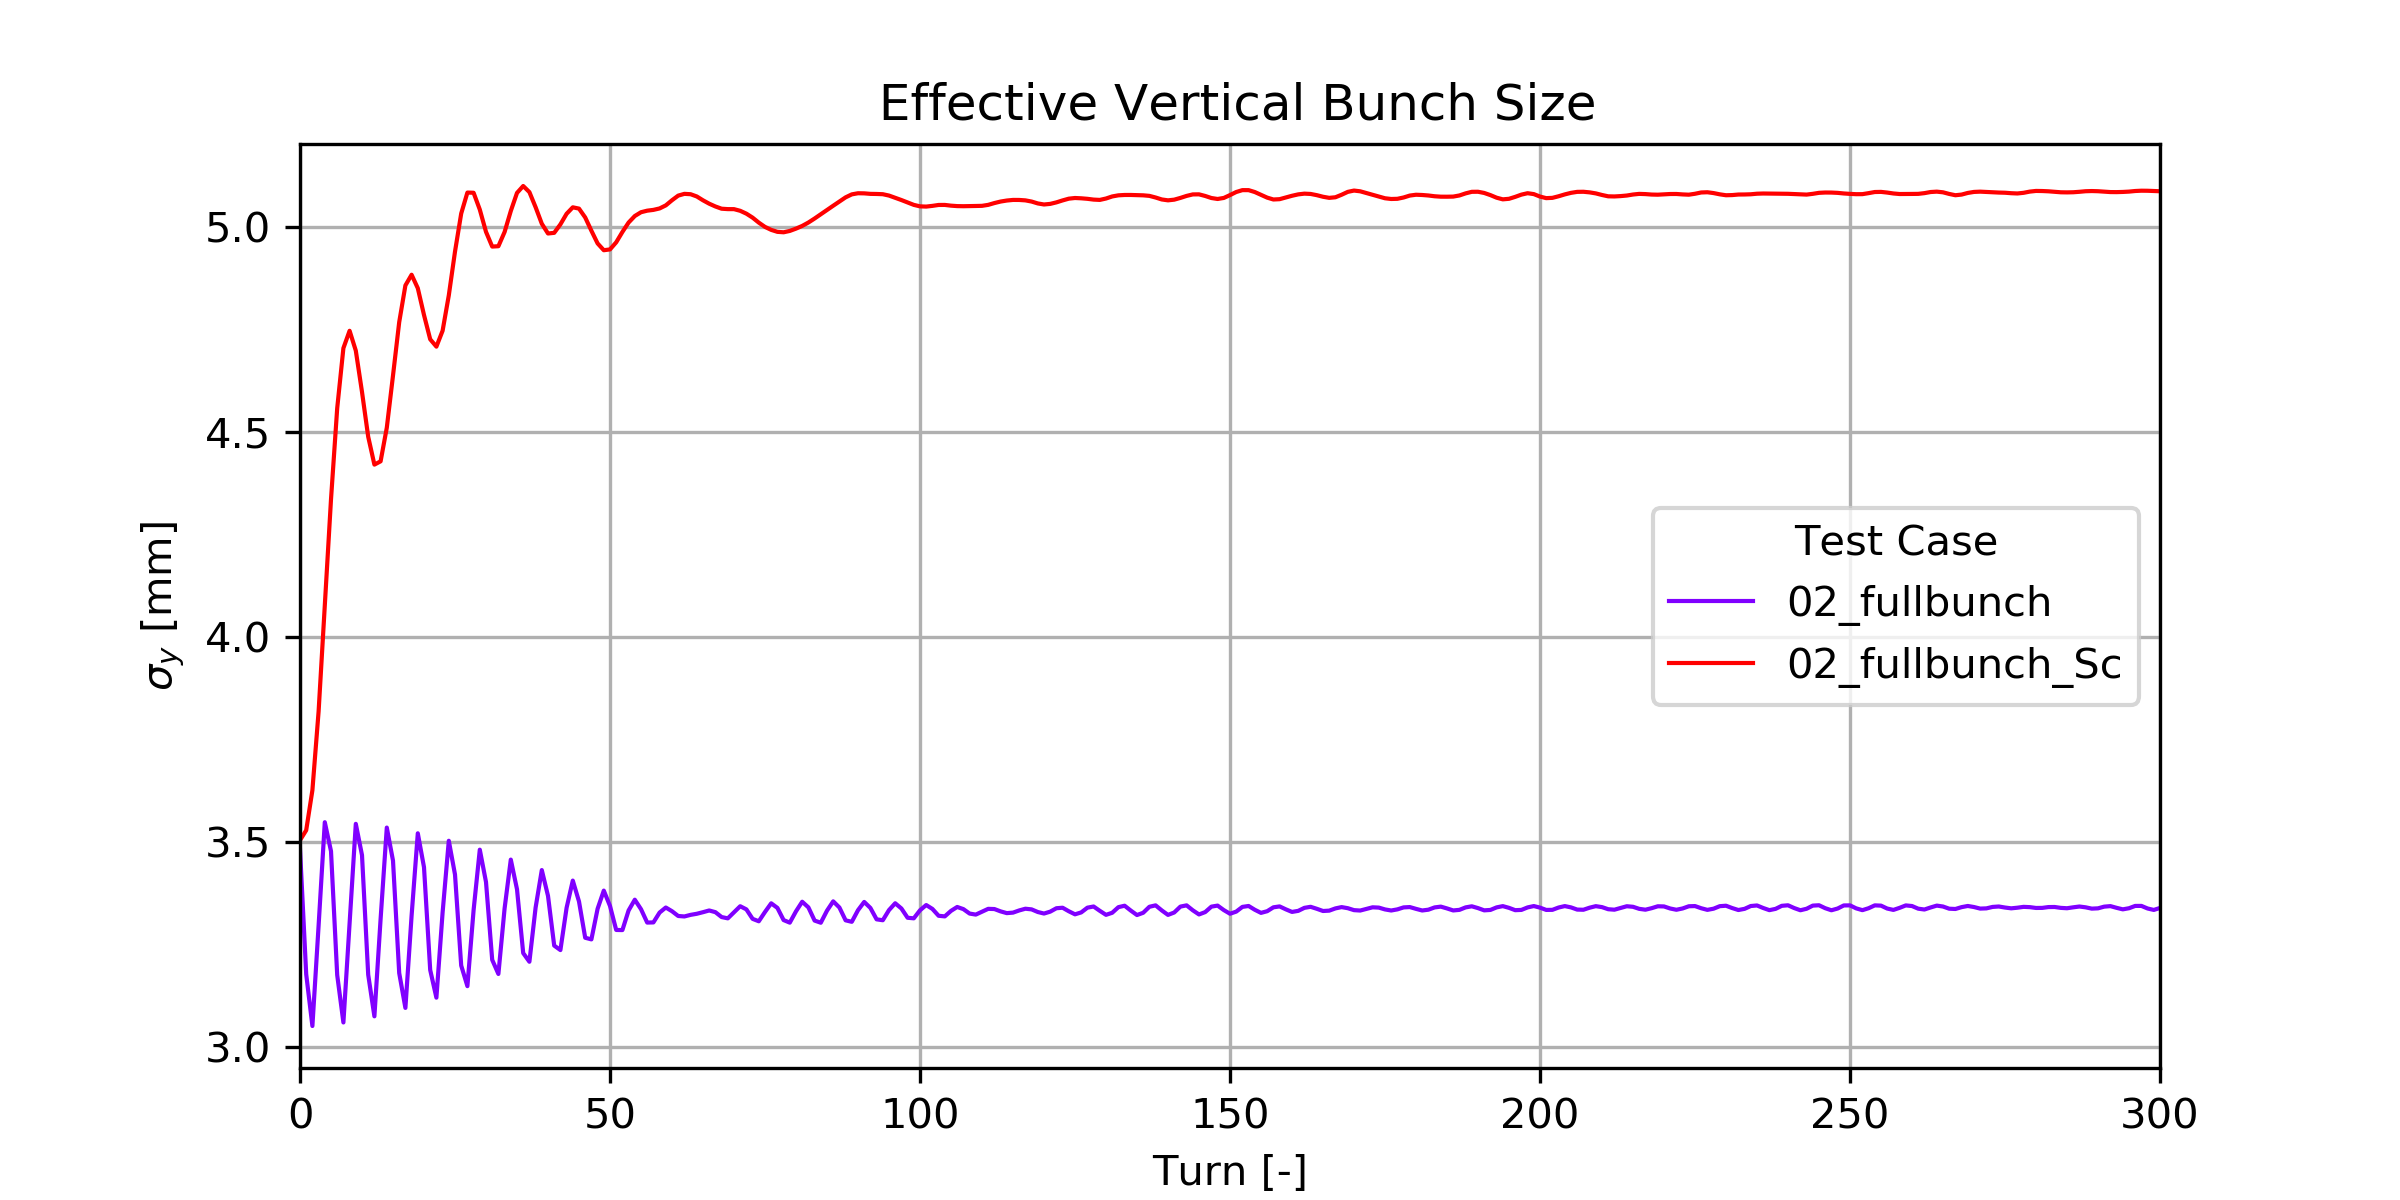 Effective Vertical Bunch Size
5.0
4.5
4.0
3.5
3.0
σy [mm]
Test Case
02_fullbunch
02_fullbunch_Sc
0 50 100 150 200 250 300
Turn [-]